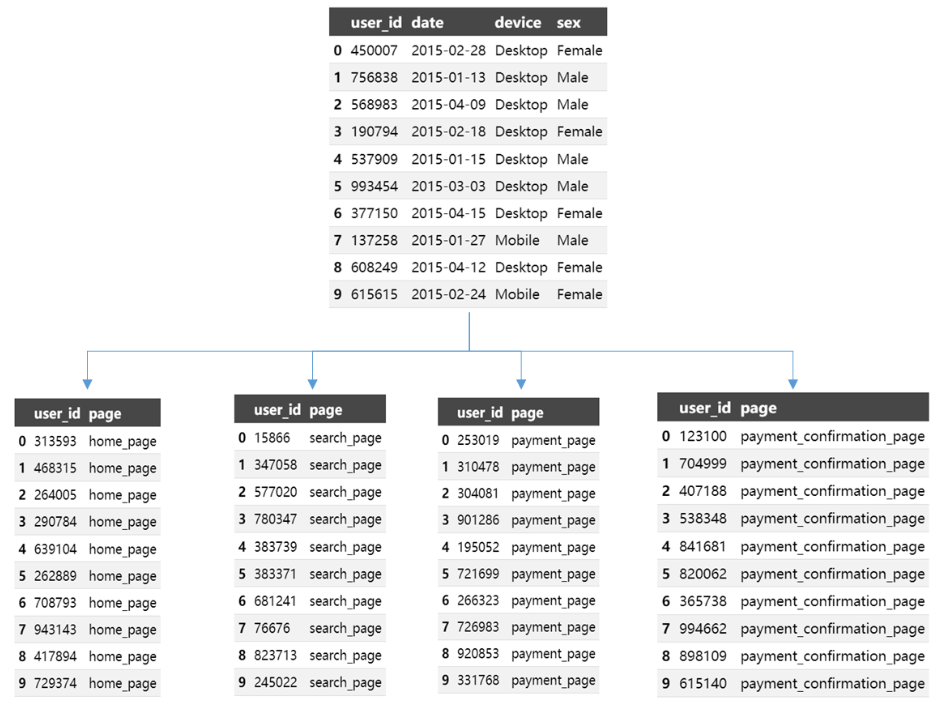 user_id date device sex
0 450007 2015-02-28 Desktop Female
1 756838 2015-01-13 Desktop Male
2 568983 2015-04-09 Desktop Male
3 190794 2015-02-18 Desktop Female
4 537909 2015-01-15 Desktop Male
5 993454 2015-03-03 Desktop Male
6 377150 2015-04-15 Desktop Female
7 137258 2015-01-27 Mobile Male
8 608249 2015-04-12 Desktop Female
9 615615 2015-02-24 Mobile Female
user_id page
0 313593 home_page
1 468315 home_page
2 264005 home_page
3 290784 home_page
4 639104 home_page
5 262889 home_page
6 708793 home_page
7 943143 home_page
8 417894 home_page
9 729374 home_page
user_id page
0 15866 search_page
1 347058 search_page
2 577020 search_page
3 780347 search_page
4 383739 search_page
5 383371 search_page
6 681241 search_page
7 76676 search_page
8 823713 search_page
9 245022 search_page
user_id page
0 253019 payment_page
1 310478 payment_page
2 304081 payment_page
3 901286 payment_page
4 195052 payment_page
5 721699 payment_page
6 266323 payment_page
7 726983 payment_page
8 920853 payment_page
9 331768 payment_page
user_id page
0 123100 payment_confirmation_page
1 704999 payment_confirmation_page
2 407188 payment_confirmation_page
3 538348 payment_confirmation_page
4 841681 payment_confirmation_page
5 820062 payment_confirmation_page
6 365738 payment_confirmation_page
7 994662 payment_confirmation_page
8 898109 payment_confirmation_page
9 615140 payment_confirmation_page